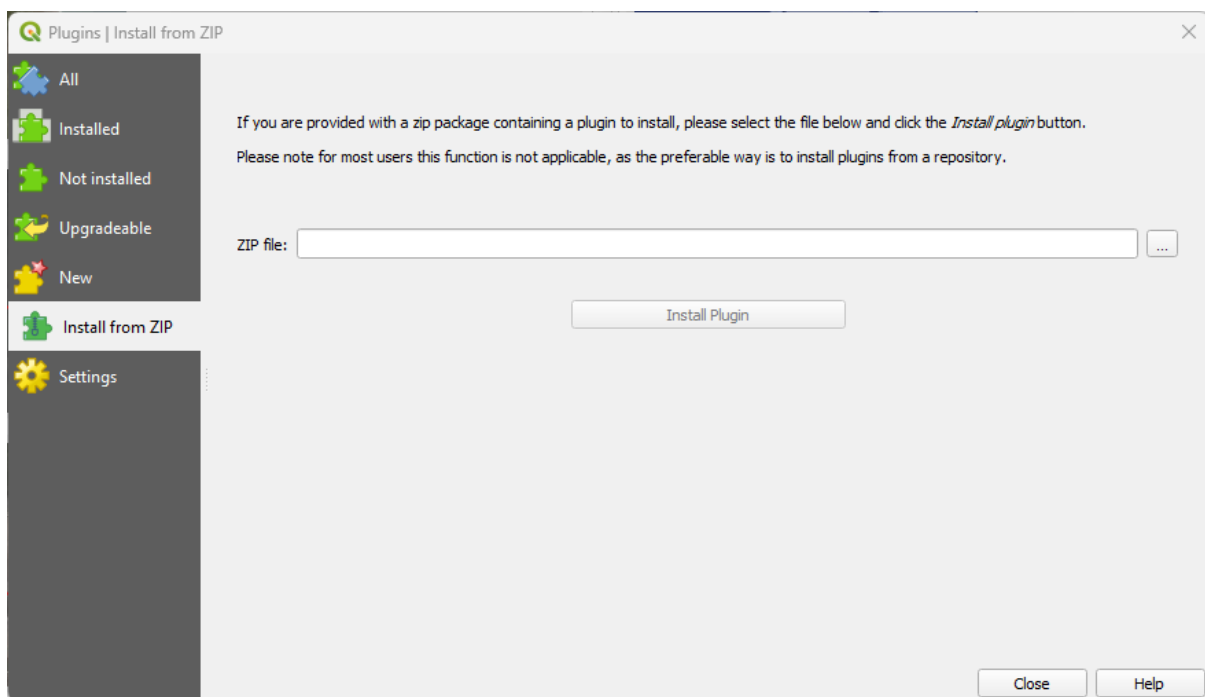 Plugins | Install from ZIP
All
Installed
Not installed
Upgradeable
New
Install from ZIP
Settings
If you are provided with a zip package containing a plugin to install, please select the file below and click the Install plugin button.
Please note for most users this function is not applicable, as the preferable way is to install plugins from a repository.
ZIP file:
...
Install Plugin
Close
Help